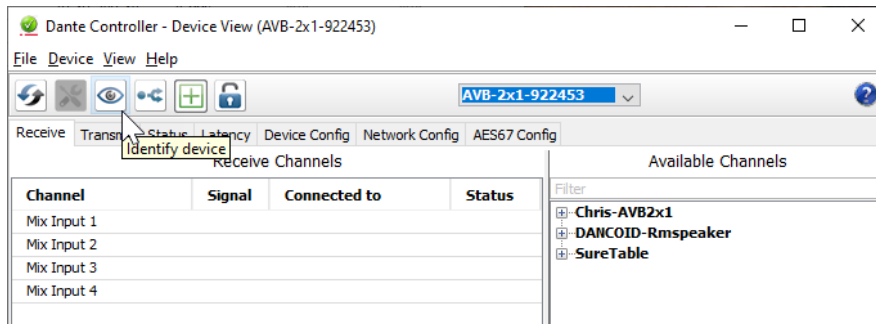 Dante Controller - Device View (AVB-2x1-922453)
File Device View Help
AVB-2x1-922453
Receive Latency Device Config Network Config AES67 Config
Identify device
Receive Channels
Channel Signal Connected to Status
Mix Input 1
Mix Input 2
Mix Input 3
Mix Input 4
Available Channels
Filter
Chris-AVB2x1
DANCOID-Rmspeaker
SureTable